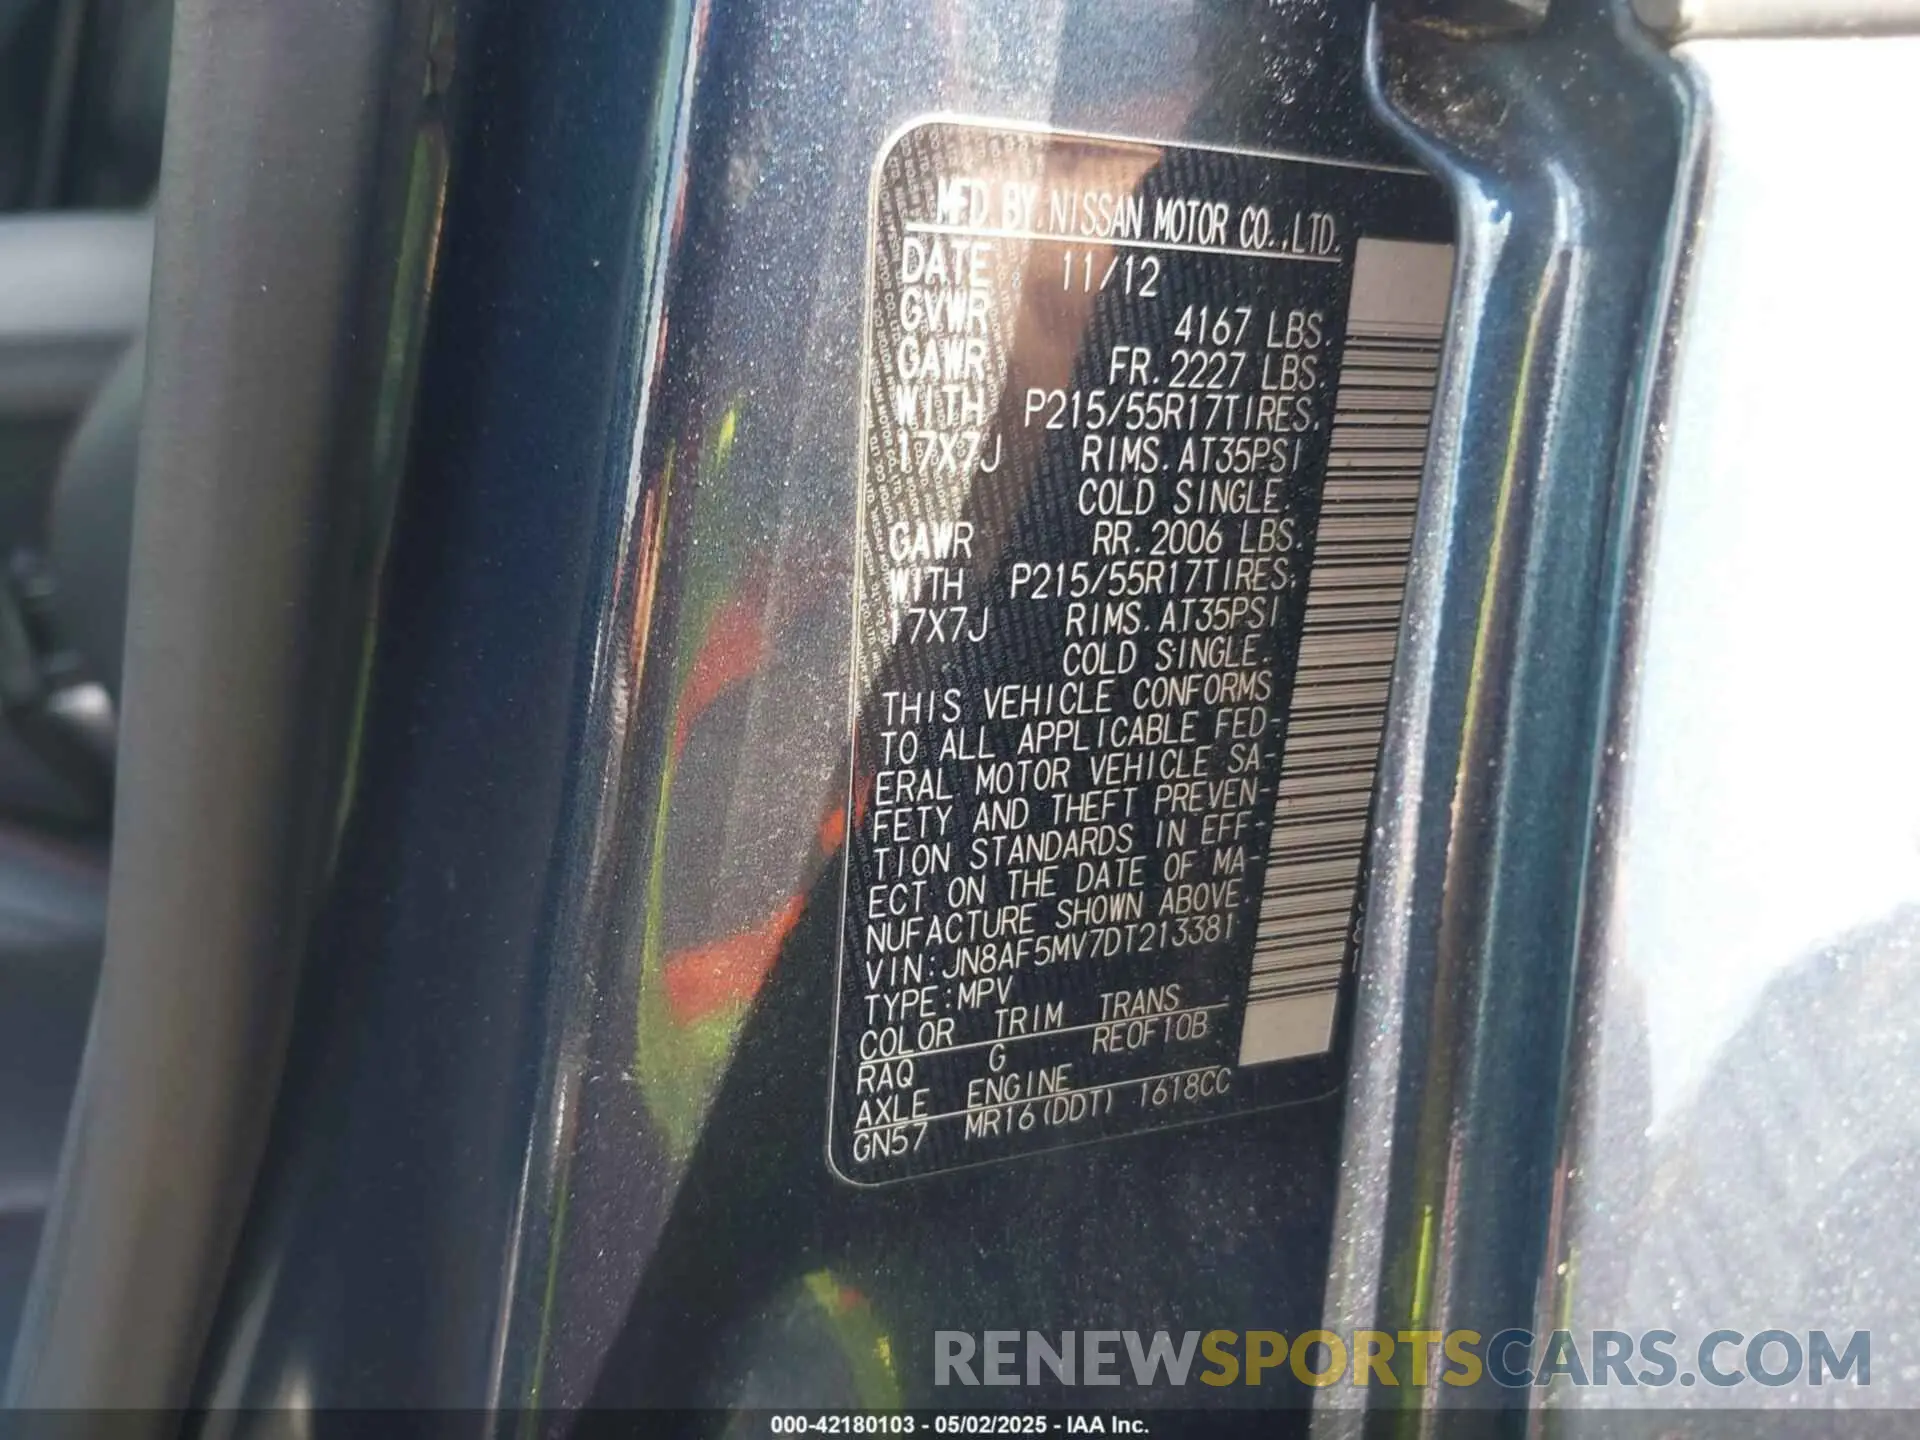 MFD BY.NISSAN MOTOR CO.,LTD.
DATE 11/12
GVWR 4167 LBS.
GAWR FR.2227 LBS.
WITH P215/55R17TIRES,
17X7J RIMS.AT35PSI
COLD SINGLE.
GAWR RR.2006 LBS.
WITH P215/55R17TIRES,
17X7J RIMS.AT35PSI
COLD SINGLE.
THIS VEHICLE CONFORMS
TO ALL APPLICABLE FED-
ERAL MOTOR VEHICLE SA-
FETY AND THEFT PREVEN-
TION STANDARDS IN EFF-
ECT ON THE DATE OF MA-
NUFACTURE SHOWN ABOVE.
VIN:JN8AF5MV7DT213381
TYPE:MPV
COLOR TRIM TRANS
RAQ G RE0F10B
AXLE ENGINE
GN57 MR16(DDT) 1618CC
RENEWSPORTSCARS.COM
000-42180103 - 05/02/2025 - IAA Inc.